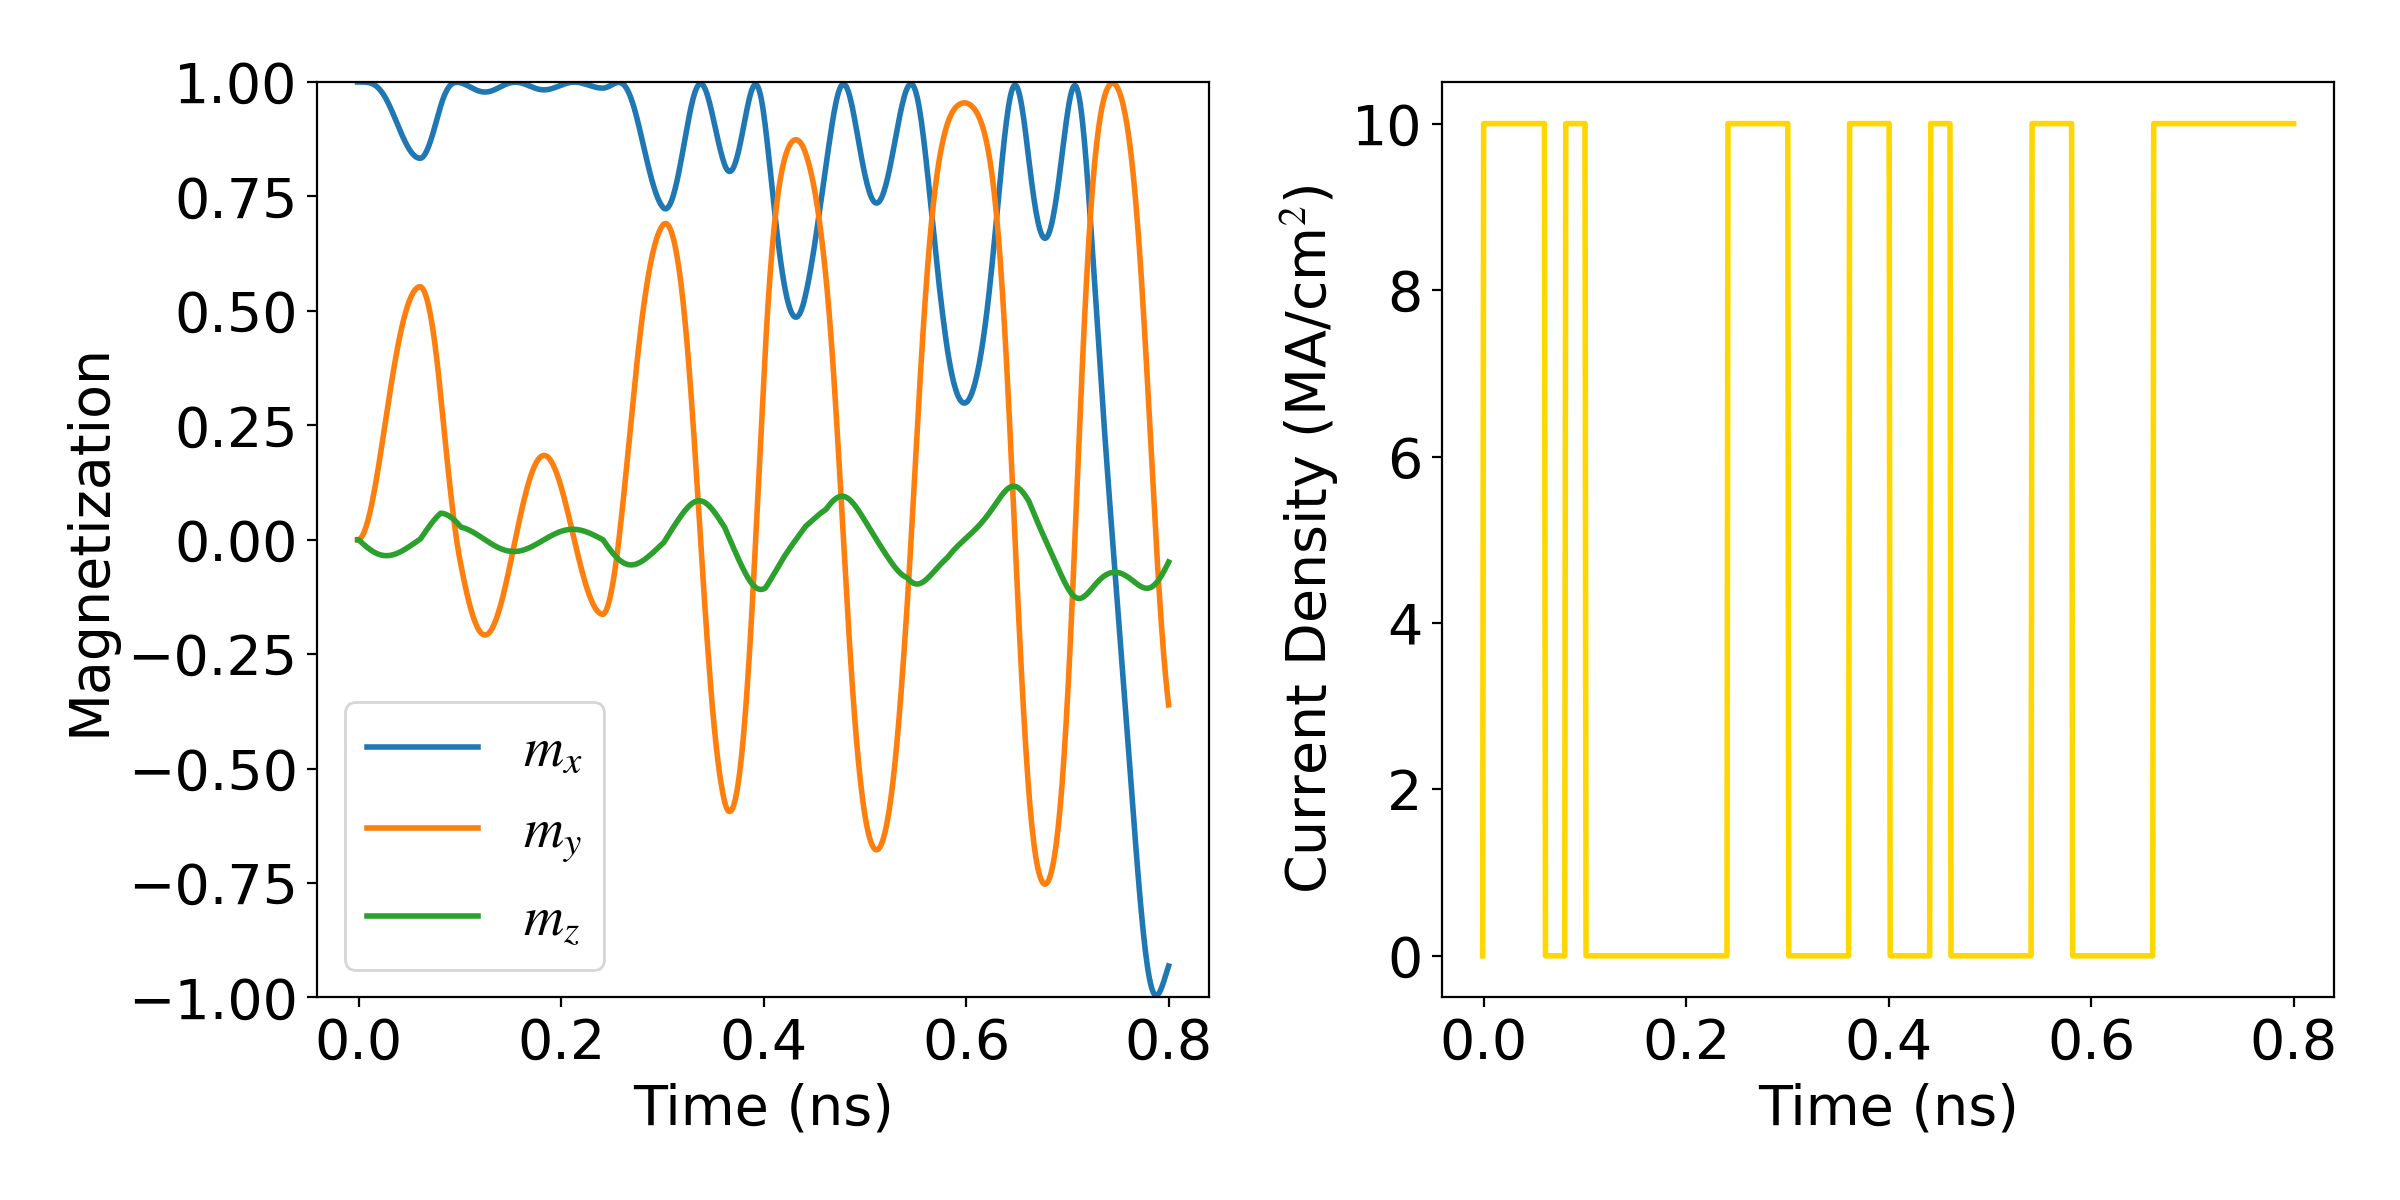 1.00
0.75
0.50
0.25
0.00
−0.25
−0.50
−0.75
−1.00
Magnetization
m_x
m_y
m_z
0.0 0.2 0.4 0.6 0.8
Time (ns)
10
8
6
4
2
0
Current Density (MA/cm²)
0.0 0.2 0.4 0.6 0.8
Time (ns)